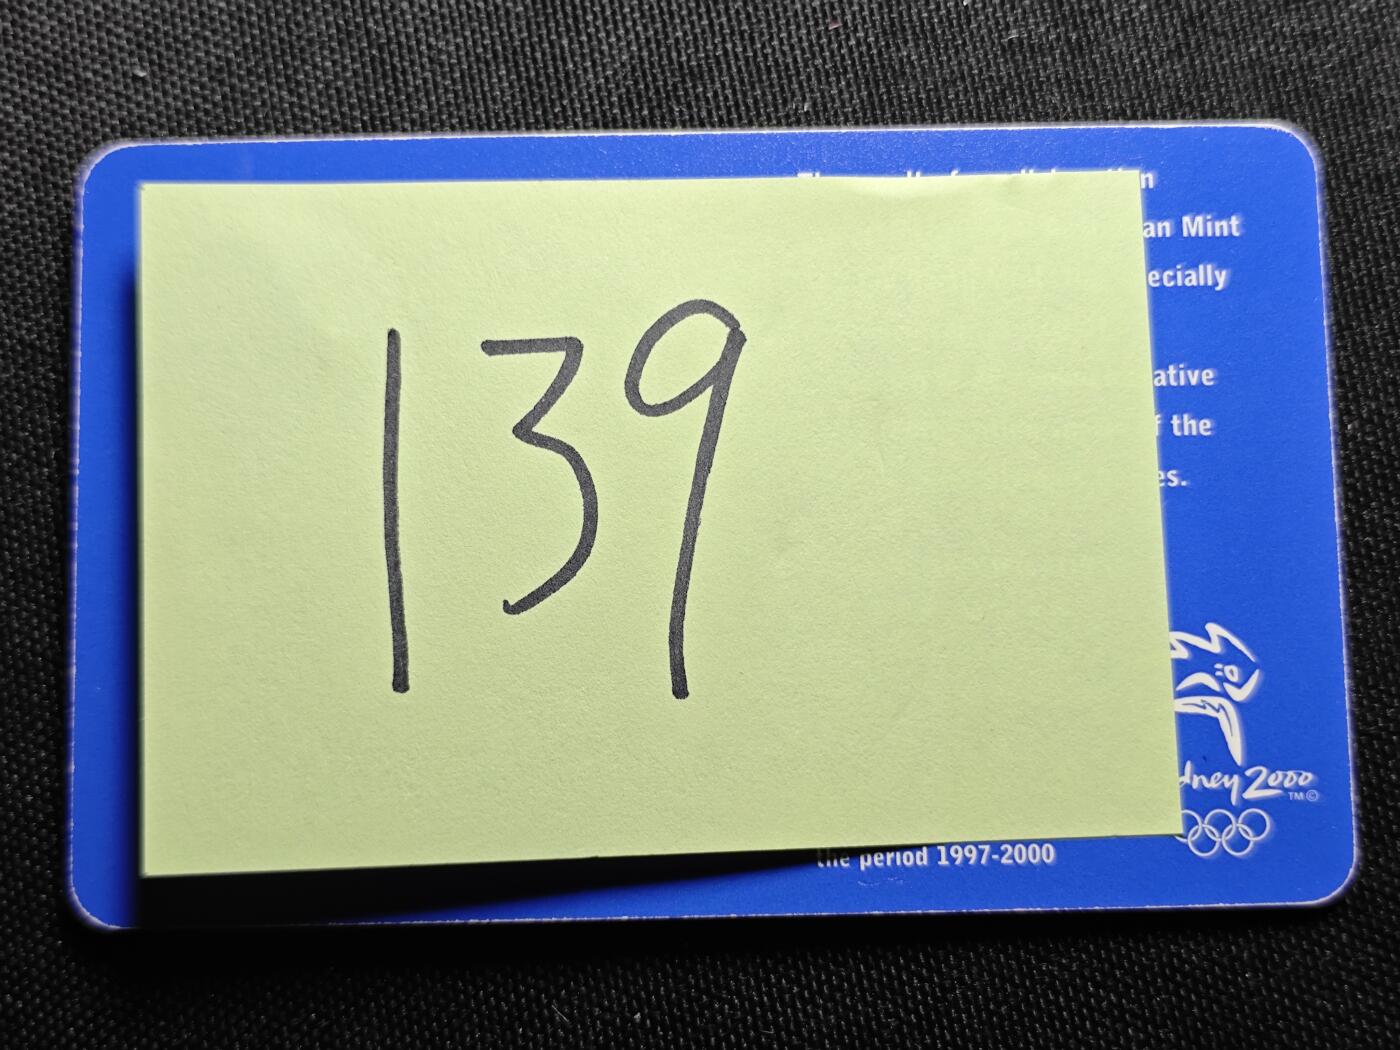 139
an Mint
ecially
ative
f the
es.
the period 1997-2000
dney 2000
TM©